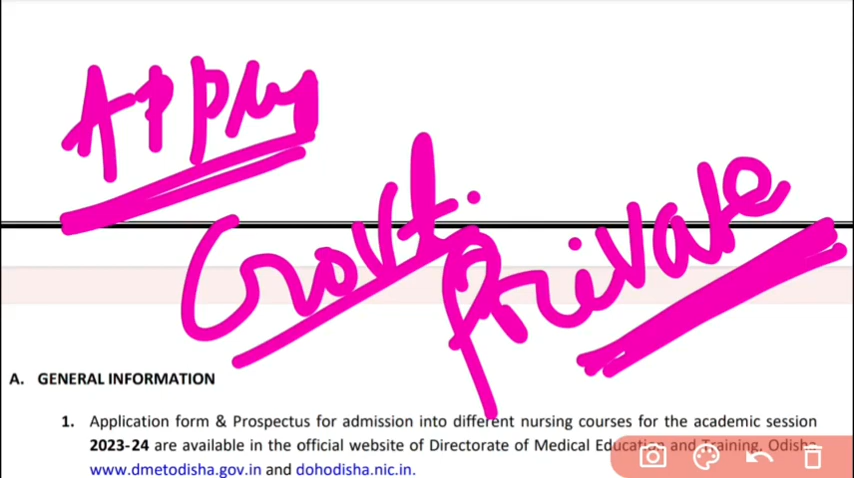 Apply
Govt. Private
A. GENERAL INFORMATION
1. Application form & Prospectus for admission into different nursing courses for the academic session
2023-24 are available in the official website of Directorate of Medical Education and Training, Odisha
www.dmetodisha.gov.in and dohodisha.nic.in.